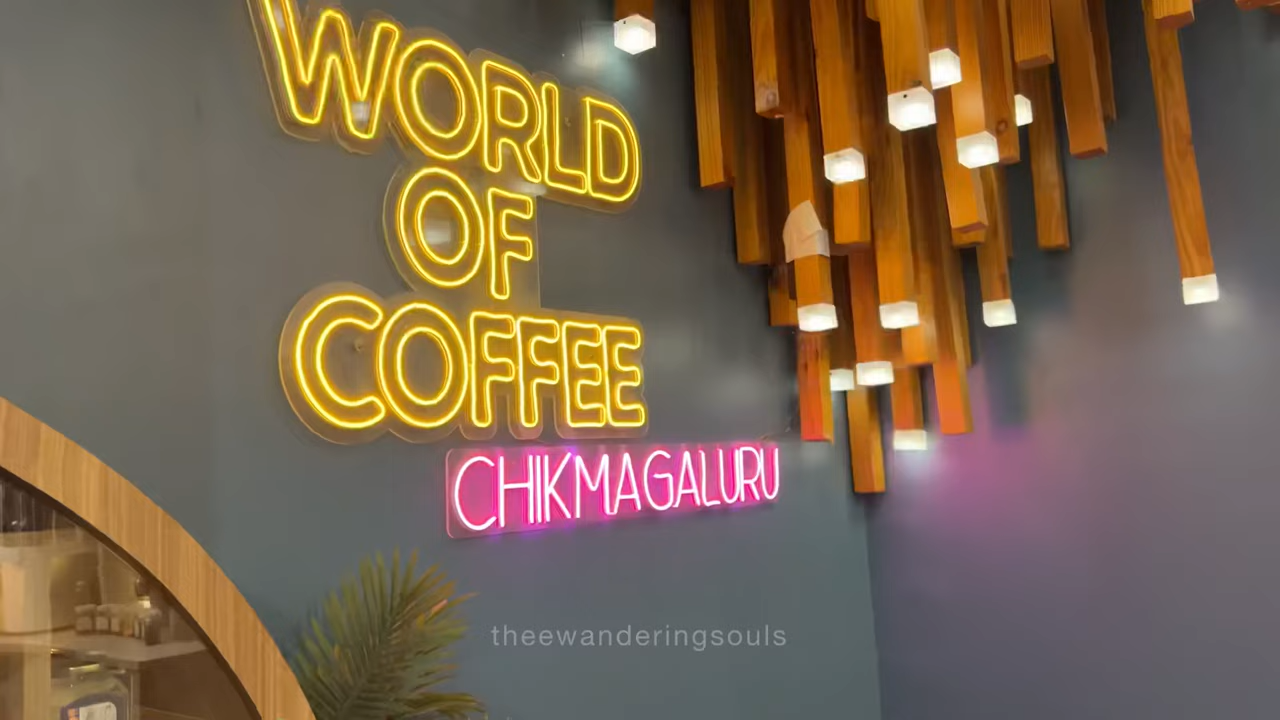 WORLD
OF
COFFEE
CHIKMAGALURU
theewanderingsouls